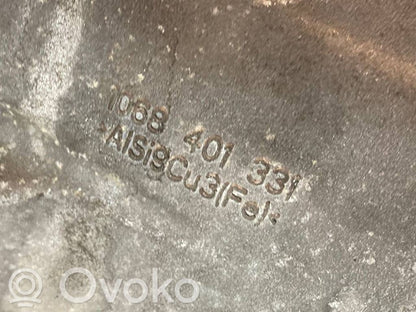 1068 401 331
-AlSi9Cu3(Fe)-
Ovoko